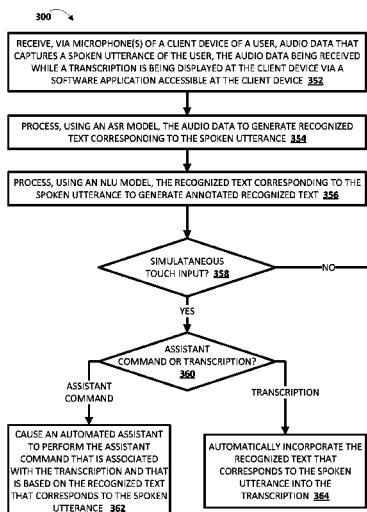 300
RECEIVE, VIA MICROPHONE(S) OF A CLIENT DEVICE OF A USER, AUDIO DATA THAT
CAPTURES A SPOKEN UTTERANCE OF THE USER, THE AUDIO DATA BEING RECEIVED
WHILE A TRANSCRIPTION IS BEING DISPLAYED AT THE CLIENT DEVICE VIA A
SOFTWARE APPLICATION ACCESSIBLE AT THE CLIENT DEVICE 352
PROCESS, USING AN ASR MODEL, THE AUDIO DATA TO GENERATE RECOGNIZED
TEXT CORRESPONDING TO THE SPOKEN UTTERANCE 354
PROCESS, USING AN NLU MODEL, THE RECOGNIZED TEXT CORRESPONDING TO THE
SPOKEN UTTERANCE TO GENERATE ANNOTATED RECOGNIZED TEXT 356
SIMULATANEOUS
TOUCH INPUT? 358
NO
YES
ASSISTANT
COMMAND OR TRANSCRIPTION?
360
ASSISTANT
COMMAND
TRANSCRIPTION
CAUSE AN AUTOMATED ASSISTANT
TO PERFORM THE ASSISTANT
COMMAND THAT IS ASSOCIATED
WITH THE TRANSCRIPTION AND THAT
IS BASED ON THE RECOGNIZED TEXT
THAT CORRESPONDS TO THE SPOKEN
UTTERANCE 362
AUTOMATICALLY INCORPORATE THE
RECOGNIZED TEXT THAT
CORRESPONDS TO THE SPOKEN
UTTERANCE INTO THE
TRANSCRIPTION 364